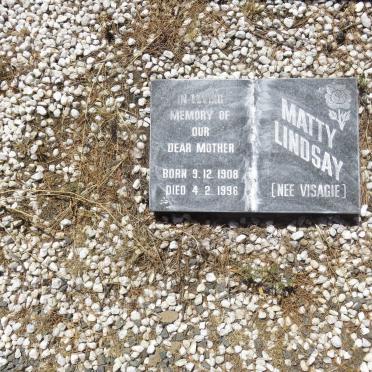 IN LOVING
MEMORY OF
OUR
DEAR MOTHER
BORN 9.12.1908
DIED 4.2.1996
MATTY
LINDSAY
[NEE VISAGIE]